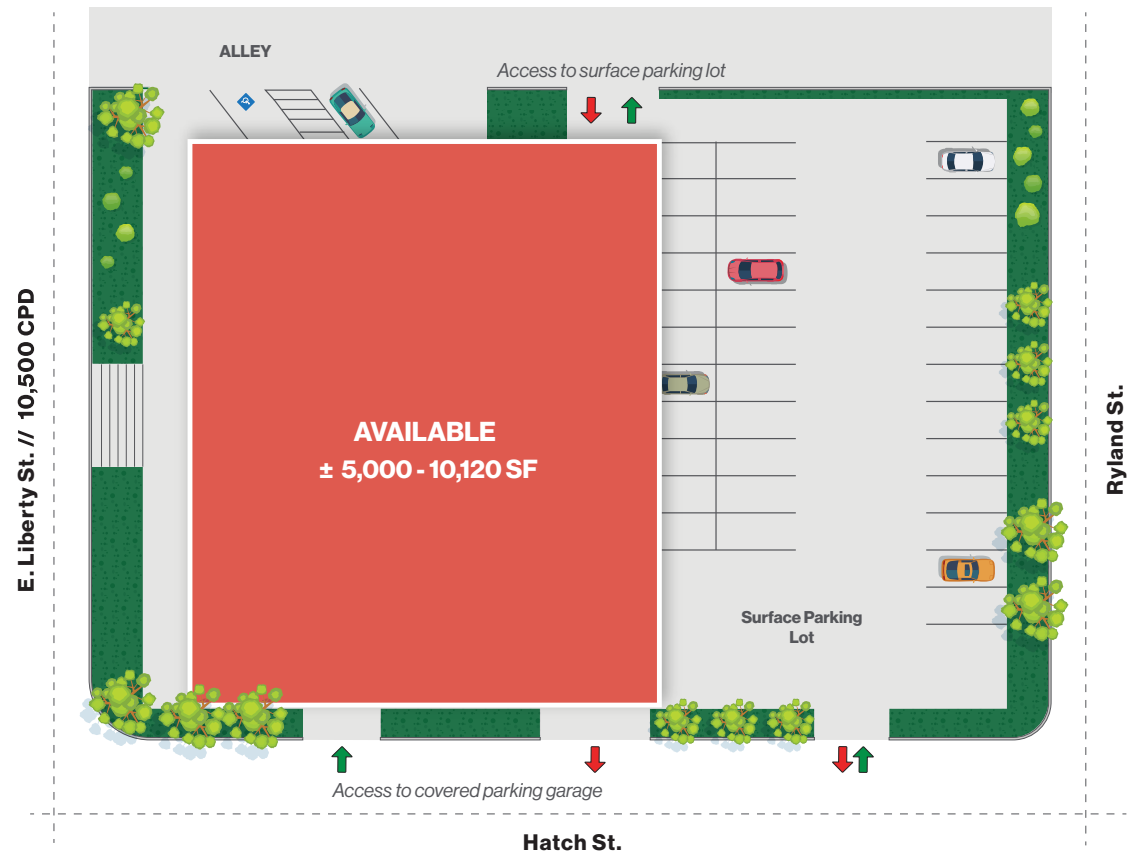 ALLEY
Access to surface parking lot
E. Liberty St. // 10,500 CPD
AVAILABLE
± 5,000 - 10,120 SF
Ryland St.
Surface Parking
Lot
Access to covered parking garage
Hatch St.